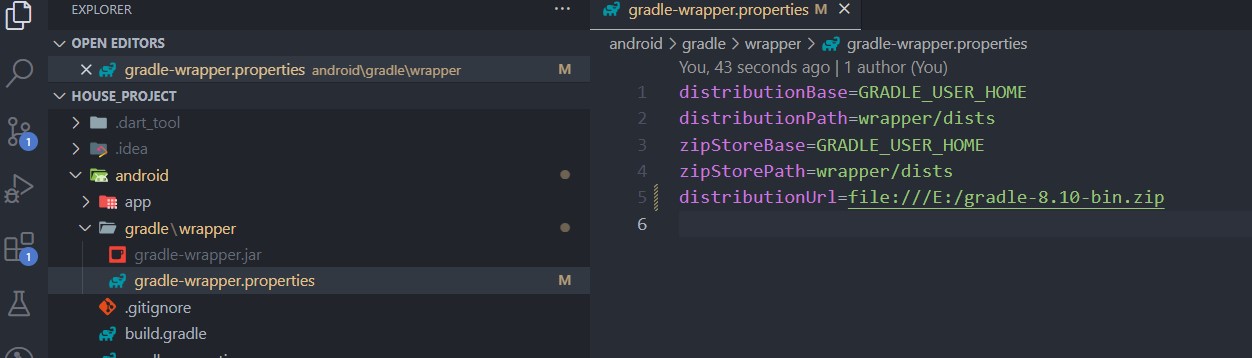 EXPLORER
OPEN EDITORS
gradle-wrapper.properties android\gradle\wrapper M
HOUSE_PROJECT
.dart_tool
.idea
android
app
gradle\wrapper
gradle-wrapper.jar
gradle-wrapper.properties M
.gitignore
build.gradle
1
1
gradle-wrapper.properties M
android > gradle > wrapper > gradle-wrapper.properties
You, 43 seconds ago | 1 author (You)
1 distributionBase=GRADLE_USER_HOME
2 distributionPath=wrapper/dists
3 zipStoreBase=GRADLE_USER_HOME
4 zipStorePath=wrapper/dists
5 distributionUrl=file:///E:/gradle-8.10-bin.zip
6